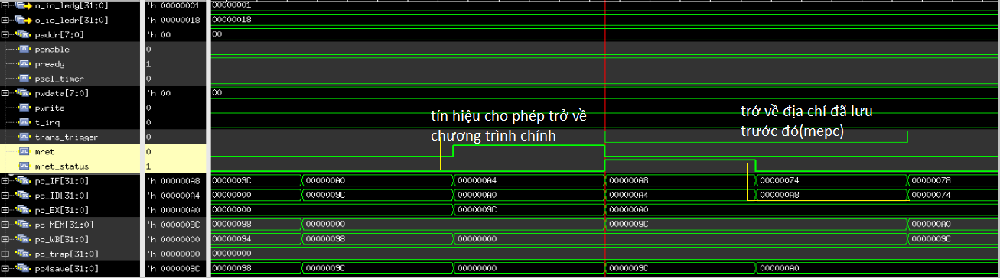 o_io_ledg[31:0] 'h 00000001 00000001
o_io_ledr[31:0] 'h 00000018 00000018
paddr[7:0] 'h 00 00
penable 0
pready 1
psel_timer 0
pwdata[7:0] 'h 00 00
pwrite 0
t_irq 0
tín hiệu cho phép trở về
chương trình chính
trở về địa chỉ đã lưu
trước đó(mepc)
trans_trigger 0
mret 0
mret_status 1
pc_IF[31:0] 'h 000000A8 0000009C 000000A0 000000A4 000000A8 00000074 00000078
pc_ID[31:0] 'h 000000A4 00000000 0000009C 000000A0 000000A4 000000A8 00000074
pc_EX[31:0] 'h 000000A0 00000000 0000009C 000000A0
pc_MEM[31:0] 'h 0000009C 00000098 00000000 0000009C 000000A0
pc_WB[31:0] 'h 00000000 00000094 00000098 00000000 0000009C
pc_trap[31:0] 'h 00000000 00000000
pc4save[31:0] 'h 0000009C 00000098 0000009C 00000000 0000009C 000000A0